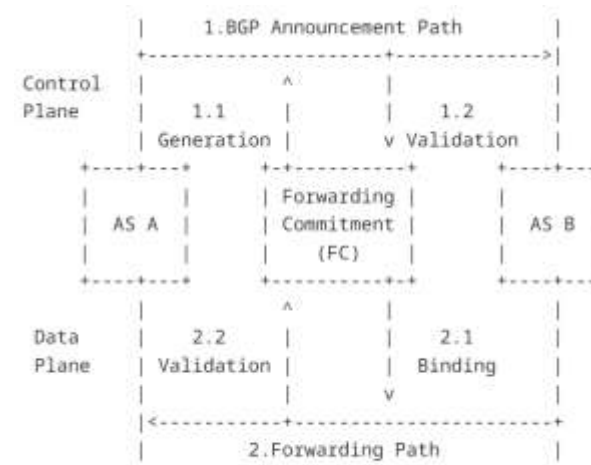 1.BGP Announcement Path
Control
Plane 1.1 1.2
Generation Validation
Forwarding
AS A Commitment AS B
(FC)
Data 2.2 2.1
Plane Validation Binding
2.Forwarding Path